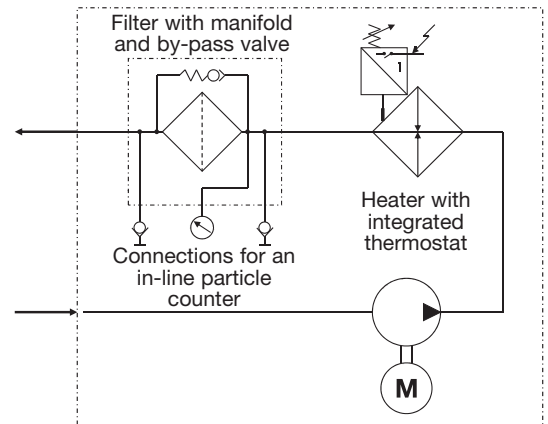 Filter with manifold
and by-pass valve
1
Heater with
integrated
thermostat
Connections for an
in-line particle
counter
M